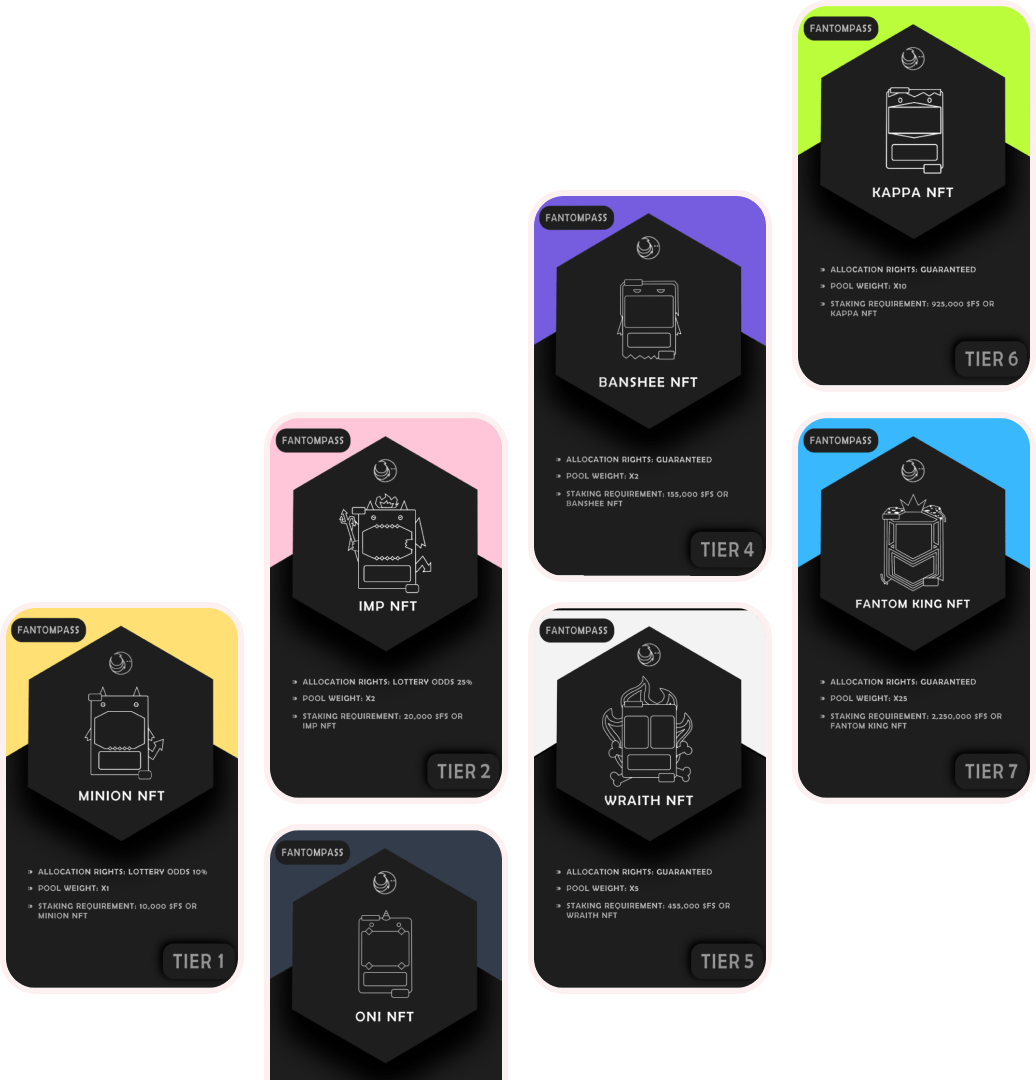 FANTOMPASS
MINION NFT
» ALLOCATION RIGHTS: LOTTERY ODDS 10%
» POOL WEIGHT: X1
» STAKING REQUIREMENT: 10,000 $FS OR
MINION NFT
TIER 1
FANTOMPASS
IMP NFT
» ALLOCATION RIGHTS: LOTTERY ODDS 25%
» POOL WEIGHT: X2
» STAKING REQUIREMENT: 20,000 $FS OR
IMP NFT
TIER 2
FANTOMPASS
ONI NFT
FANTOMPASS
BANSHEE NFT
» ALLOCATION RIGHTS: GUARANTEED
» POOL WEIGHT: X2
» STAKING REQUIREMENT: 155,000 $FS OR
BANSHEE NFT
TIER 4
FANTOMPASS
WRAITH NFT
» ALLOCATION RIGHTS: GUARANTEED
» POOL WEIGHT: X5
» STAKING REQUIREMENT: 455,000 $FS OR
WRAITH NFT
TIER 5
FANTOMPASS
KAPPA NFT
» ALLOCATION RIGHTS: GUARANTEED
» POOL WEIGHT: X10
» STAKING REQUIREMENT: 925,000 $FS OR
KAPPA NFT
TIER 6
FANTOMPASS
FANTOM KING NFT
» ALLOCATION RIGHTS: GUARANTEED
» POOL WEIGHT: X25
» STAKING REQUIREMENT: 2,250,000 $FS OR
FANTOM KING NFT
TIER 7